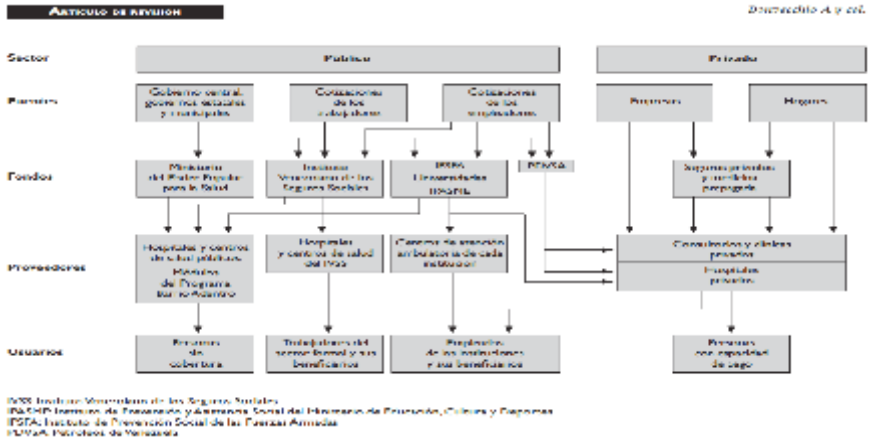 ARTÍCULO DE REVISIÓN
Bonvecchio A y col.
Sector
Público
Privado
Fuentes
Gobierno central,
gobiernos estatales
y municipales
Cotizaciones
de los
trabajadores
Cotizaciones
de los
empleadores
Empresas
Hogares
Fondos
Ministerio
del Poder Popular
para la Salud
Instituto
Venezolano de los
Seguros Sociales
IPSFA
Universidades
IPASME
PDVSA
Seguros privados
y medicina
prepagada
Proveedores
Hospitales y centros
de salud públicos
Módulos
del Programa
Barrio Adentro
Hospitales
y centros de salud
del IVSS
Centros de atención
ambulatoria de cada
institución
Consultorios y clínicas
privados
Hospitales
privados
Usuarios
Personas
sin
cobertura
Trabajadores del
sector formal y sus
beneficiarios
Empleados
de las instituciones
y sus beneficiarios
Personas
con capacidad
de pago
IVSS: Instituto Venezolano de los Seguros Sociales
IPASME: Instituto de Previsión y Asistencia Social del Ministerio de Educación, Cultura y Deportes
IPSFA: Instituto de Previsión Social de las Fuerzas Armadas
PDVSA: Petróleos de Venezuela